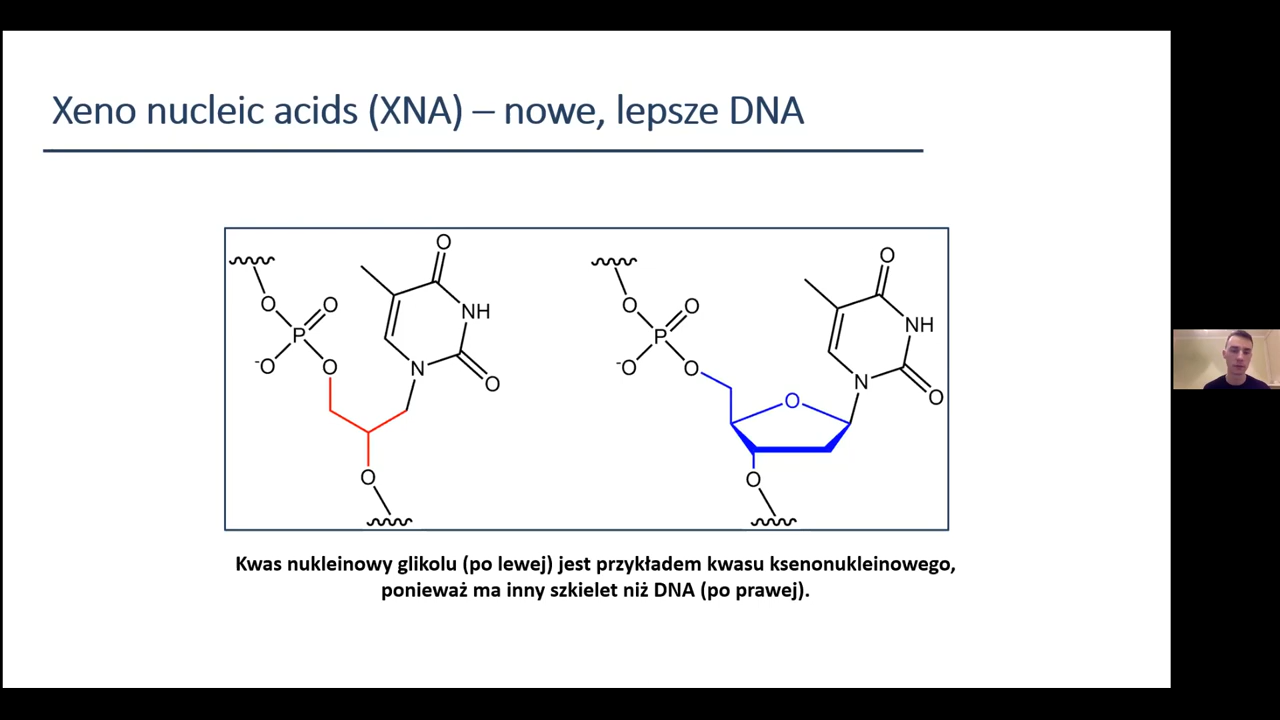 Xeno nucleic acids (XNA) – nowe, lepsze DNA
O
O
O
P
-O
O
NH
N
O
O
O
O
O
P
-O
O
NH
N
O
O
O
Kwas nukleinowy glikolu (po lewej) jest przykładem kwasu ksenonukleinowego,
ponieważ ma inny szkielet niż DNA (po prawej).